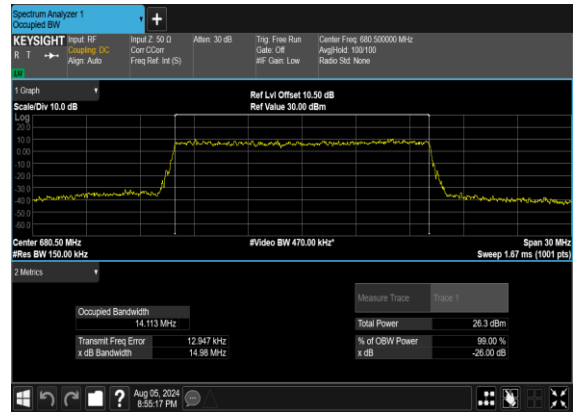 Spectrum Analyzer 1
Occupied BW
KEYSIGHT Input: RF Input Z: 50 Ω Atten: 30 dB Trig: Free Run Center Freq: 680.500000 MHz
R T Coupling: DC Corr CCorr Gate: Off Avg|Hold: 100/100
Align: Auto Freq Ref: Int (S) #IF Gain: Low Radio Std: None
1 Graph
Ref Lvl Offset 10.50 dB
Scale/Div 10.0 dB Ref Value 30.00 dBm
Log
20.0
10.0
0.00
-10.0
-20.0
-30.0
-40.0
-50.0
-60.0
Center 680.50 MHz #Video BW 470.00 kHz* Span 30 MHz
#Res BW 150.00 kHz Sweep 1.67 ms (1001 pts)
2 Metrics
Measure Trace Trace 1
Occupied Bandwidth
14.113 MHz Total Power 26.3 dBm
Transmit Freq Error 12.947 kHz % of OBW Power 99.00 %
x dB Bandwidth 14.98 MHz x dB -26.00 dB
? Aug 05, 2024
8:55:17 PM